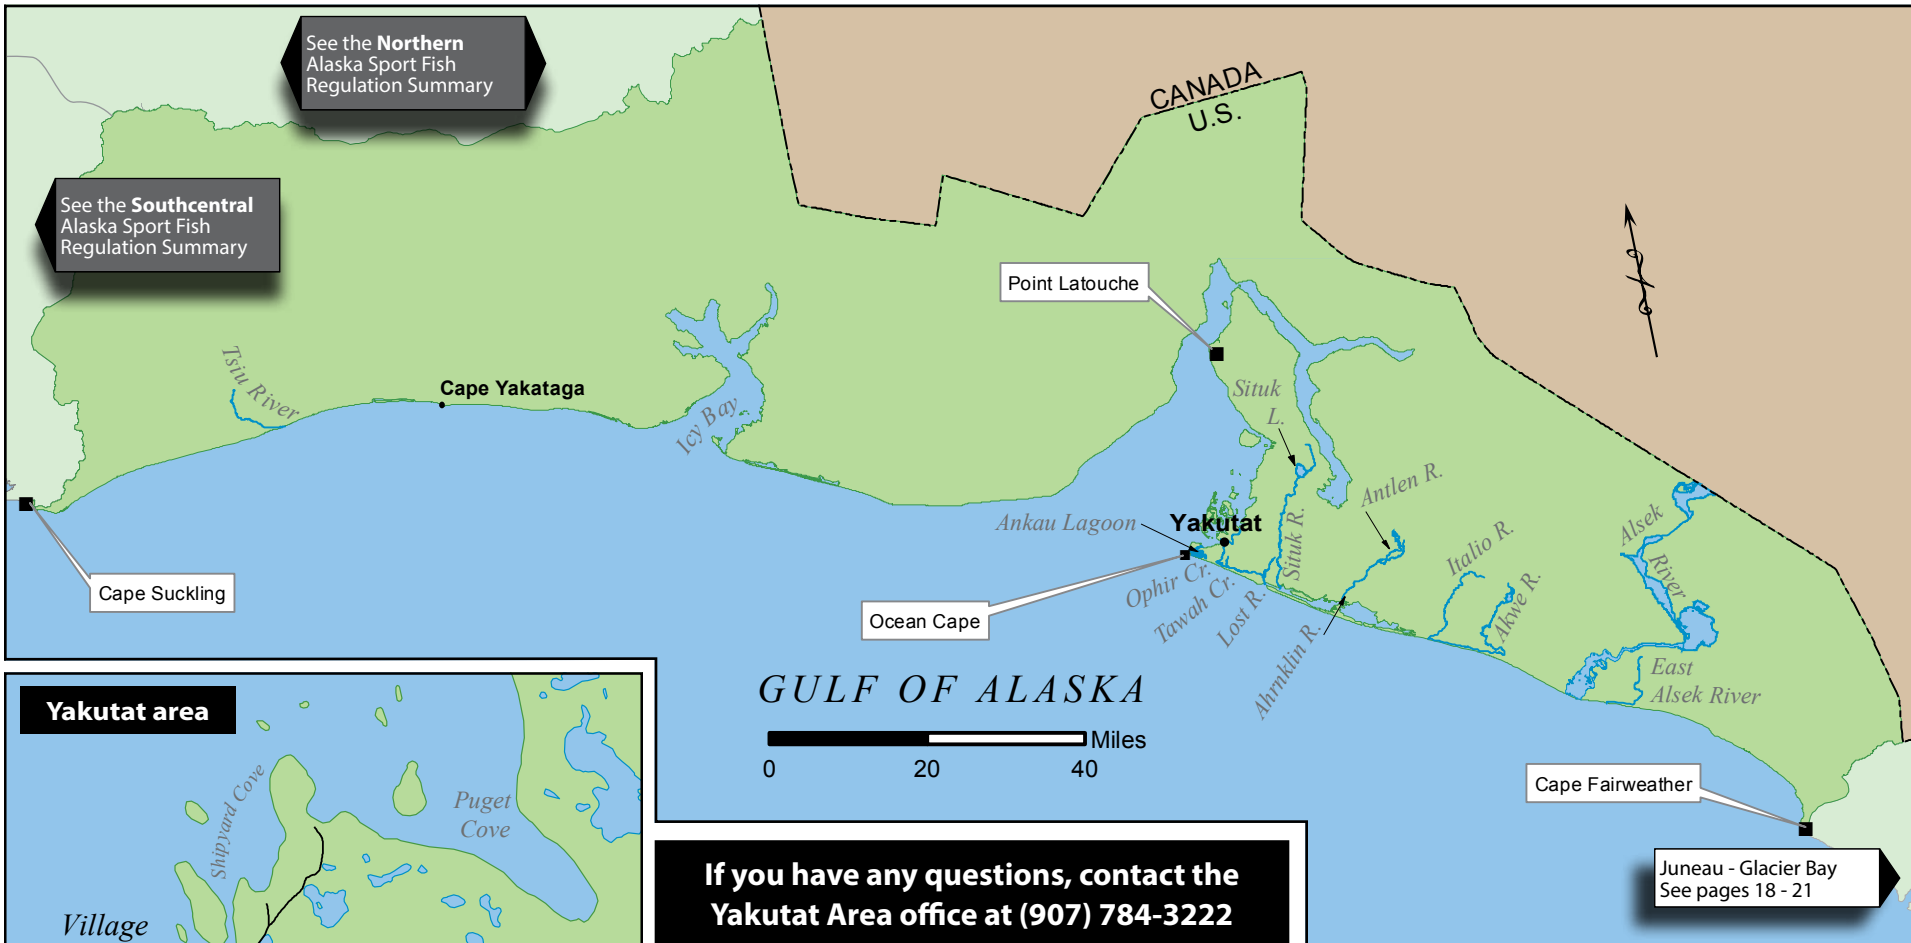 See the Northern
Alaska Sport Fish
Regulation Summary
CANADA
U.S.
See the Southcentral
Alaska Sport Fish
Regulation Summary
Point Latouche
Tsiu River
Cape Yakataga
Icy Bay
Situk
L.
Antlen R.
Ankau Lagoon
Yakutat
Situk R.
Italio R.
Alsek
River
Cape Suckling
Ocean Cape
Ophir Cr.
Tawah Cr.
Lost R.
Ahrnklin R.
Akwe R.
East
Alsek River
GULF OF ALASKA
Miles
0 20 40
Cape Fairweather
Juneau - Glacier Bay
See pages 18 - 21
Yakutat area
Shipyard Cove
Puget
Cove
Village
If you have any questions, contact the
Yakutat Area office at (907) 784-3222